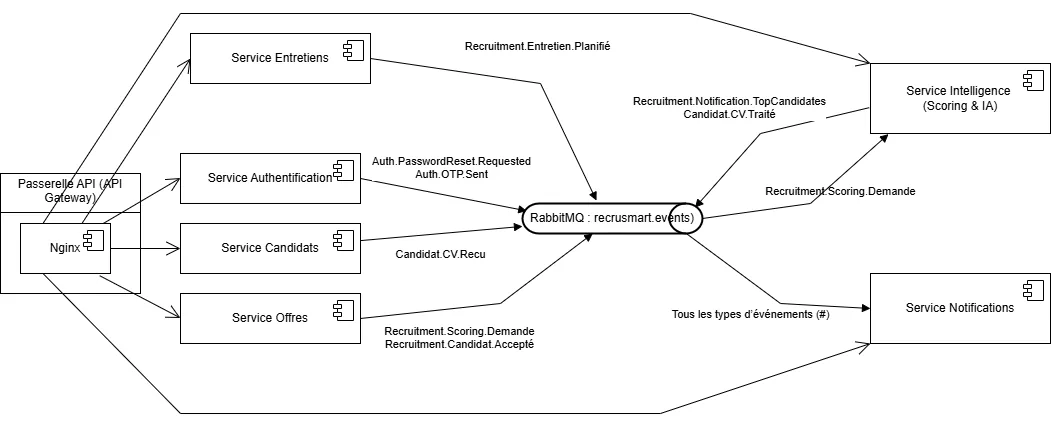 Recruitment.Entretien.Planifié
Service Entretiens
Service Intelligence
(Scoring & IA)
Recruitment.Notification.TopCandidates
Candidat.CV.Traité
Auth.PasswordReset.Requested
Auth.OTP.Sent
Passerelle API (API
Gateway)
Service Authentification
Recruitment.Scoring.Demande
RabbitMQ : recrusmart.events)
Nginx
Service Candidats
Candidat.CV.Recu
Service Offres
Recruitment.Scoring.Demande
Recruitment.Candidat.Accepté
Tous les types d'événements (#)
Service Notifications